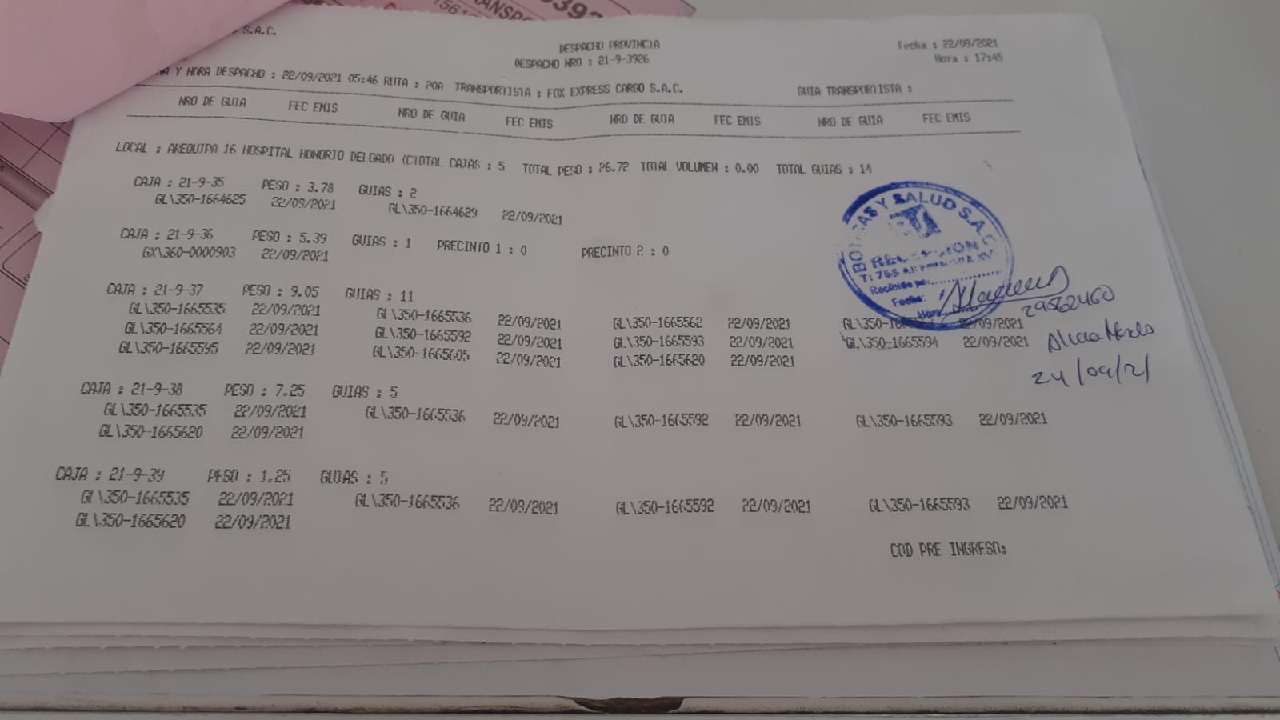 S.A.C.
DESPACHO PROVINCIA
Fecha : 22/09/2021
DESPACHO NRO : 21-9-3926
Hora : 17:45
Y HORA DESPACHO : 22/09/2021 05:46 RUTA : 20A TRANSPORTISTA : FOX EXPRESS CARGO S.A.C. GUIA TRANSPORTISTA :
NRO DE GUIA FEC EMIS NRO DE GUIA FEC EMIS NRO DE GUIA FEC EMIS NRO DE GUIA FEC EMIS
LOCAL : AREQUIPA 16 HOSPITAL HONORIO DELGADO (C)OTAL CAJAS : 5 TOTAL PESO : 26.72 TOTAL VOLUMEN : 0.00 TOTAL GUIAS : 14
CAJA : 21-9-35 PESO : 3.78 GUIAS : 2
GL\350-1664625 22/09/2021 GL\350-1664629 22/09/2021
CAJA : 21-9-36 PESO : 5.39 GUIAS : 1 PRECINTO 1 : 0 PRECINTO 2 : 0
GX\360-0000903 22/09/2021
CAJA : 21-9-37 PESO : 9.05 GUIAS : 11
GL\350-1665535 22/09/2021 GL\350-1665536 22/09/2021 GL\350-1665562 22/09/2021 22/09/2021
GL\350-1665564 22/09/2021 GL\350-1665592 22/09/2021 GL\350-1665593 22/09/2021 GL\350-1665594 22/09/2021
GL\350-1665595 22/09/2021 GL\350-1665605 22/09/2021 GL\350-1665620 22/09/2021
CAJA : 21-9-38 PESO : 7.25 GUIAS : 5
GL\350-1665535 22/09/2021 GL\350-1665536 22/09/2021 GL\350-1665592 22/09/2021 GL\350-1665593 22/09/2021
GL\350-1665620 22/09/2021
CAJA : 21-9-39 PESO : 1.25 GUIAS : 5
GL\350-1665535 22/09/2021 GL\350-1665536 22/09/2021 GL\350-1665592 22/09/2021 GL\350-1665593 22/09/2021
GL\350-1665620 22/09/2021
COD PRE INGRESO:
BOTICAS Y SALUD S.A.C.
RECEPCION
Recibido por:
Fecha:
Hora:
29562460
24/09/21